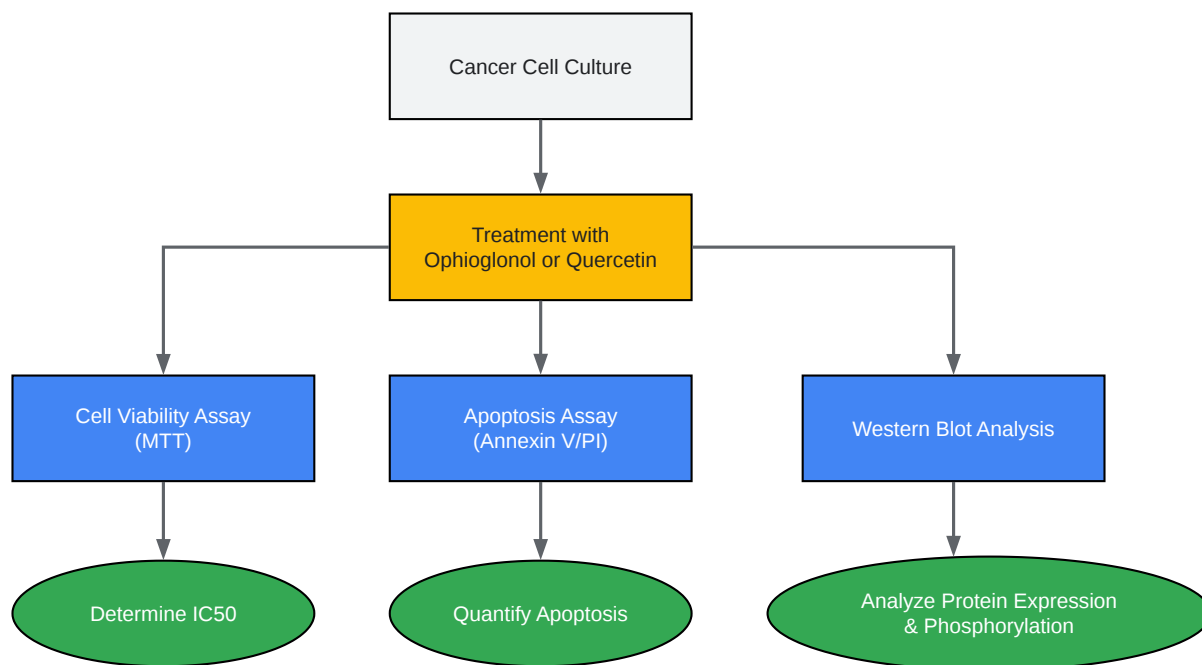 Cancer Cell Culture
Treatment with
Ophioglonol or Quercetin
Cell Viability Assay
(MTT)
Apoptosis Assay
(Annexin V/PI)
Western Blot Analysis
Determine IC50
Quantify Apoptosis
Analyze Protein Expression
& Phosphorylation